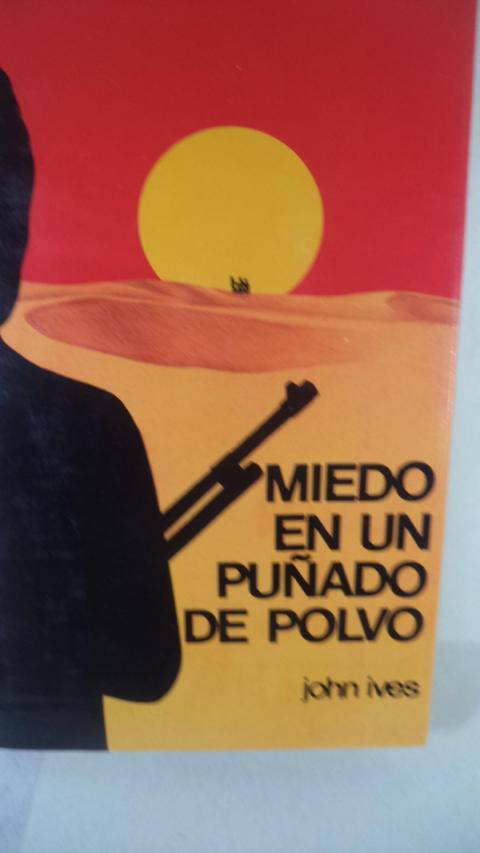 MIEDO
EN UN
PUÑADO
DE POLVO
john ives